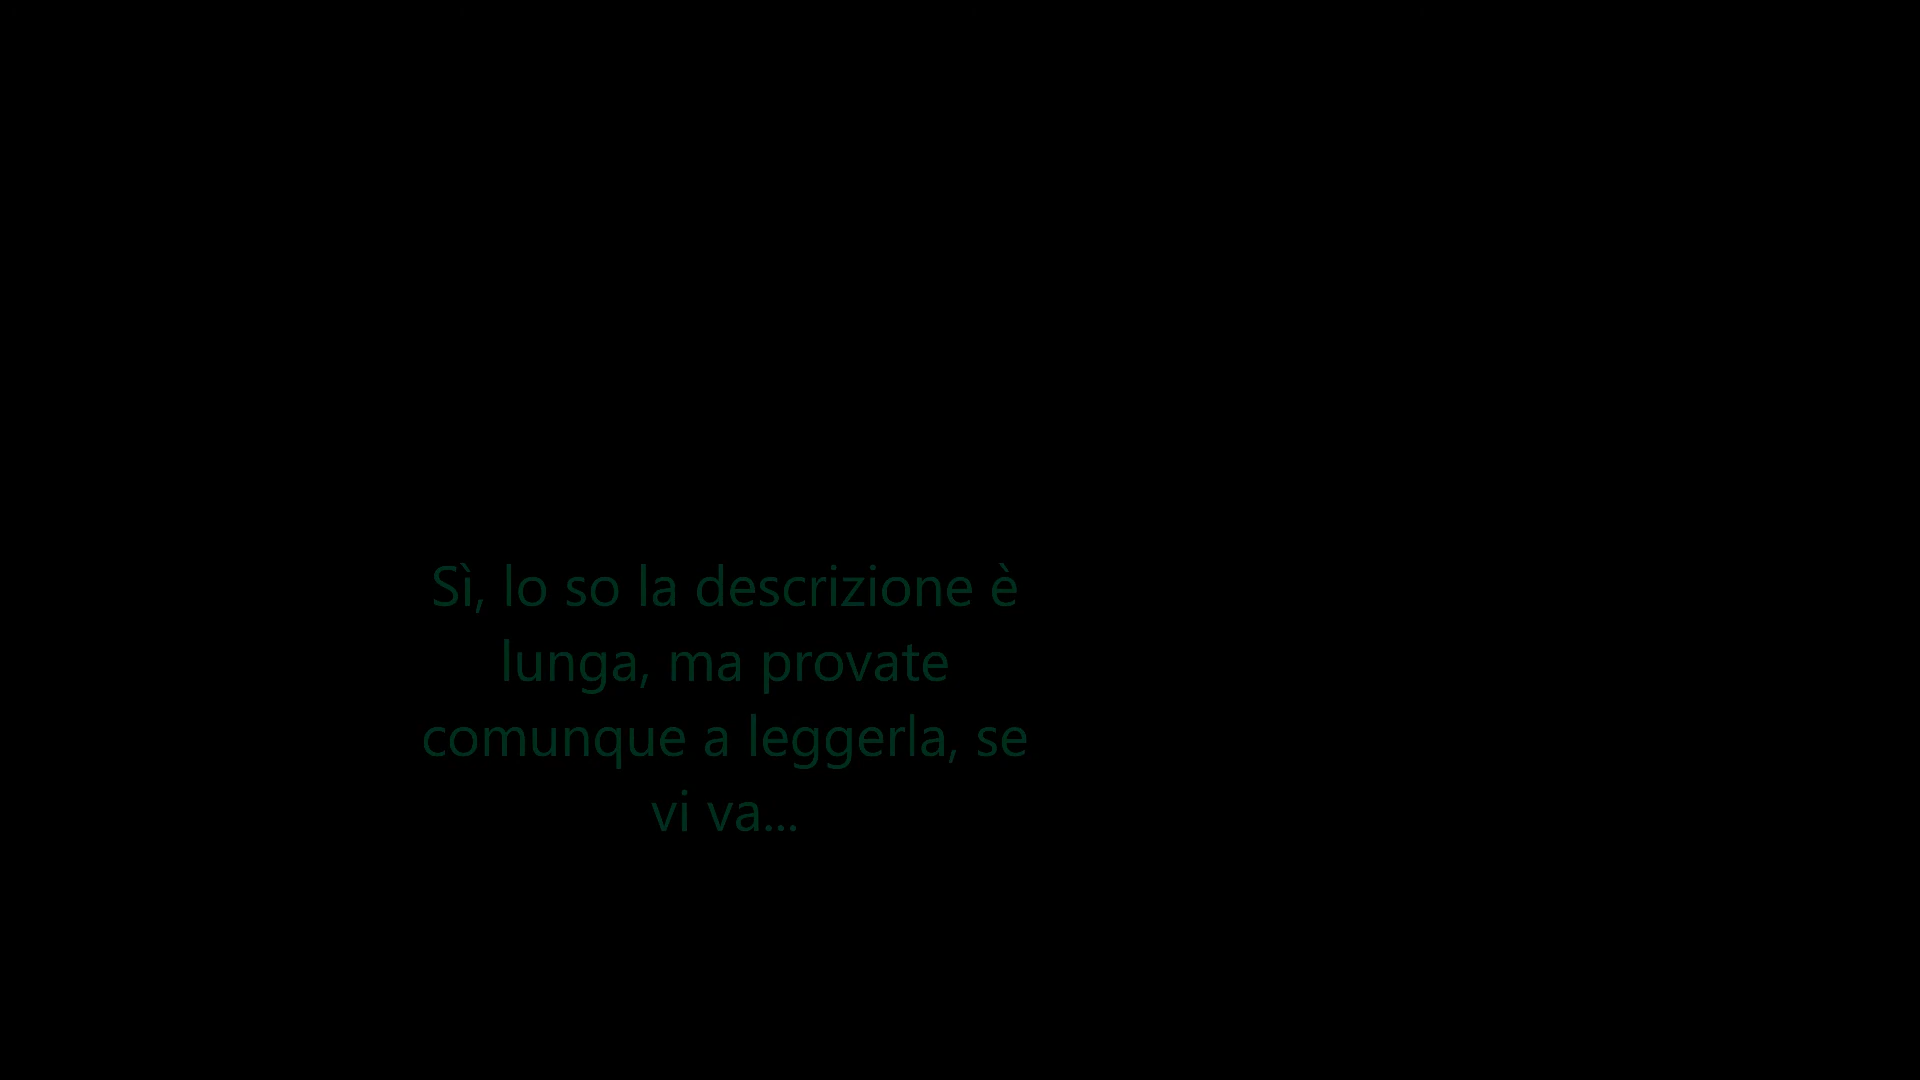 Sì, lo so la descrizione è
lunga, ma provate
comunque a leggerla, se
vi va...